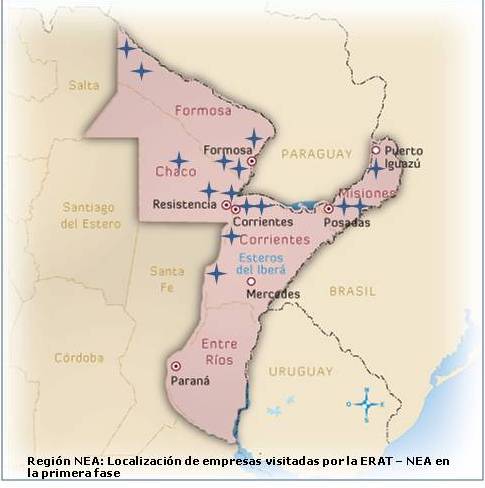 Salta
Formosa
Formosa
PARAGUAY
Puerto
Iguazú
Chaco
Misiones
Resistencia
Santiago
del Estero
Corrientes
Posadas
Corrientes
Esteros
del Iberá
Santa
Fe
Mercedes
BRASIL
Entre
Ríos
Córdoba
Paraná
URUGUAY
O
Región NEA: Localización de empresas visitadas por la ERAT – NEA en
la primera fase